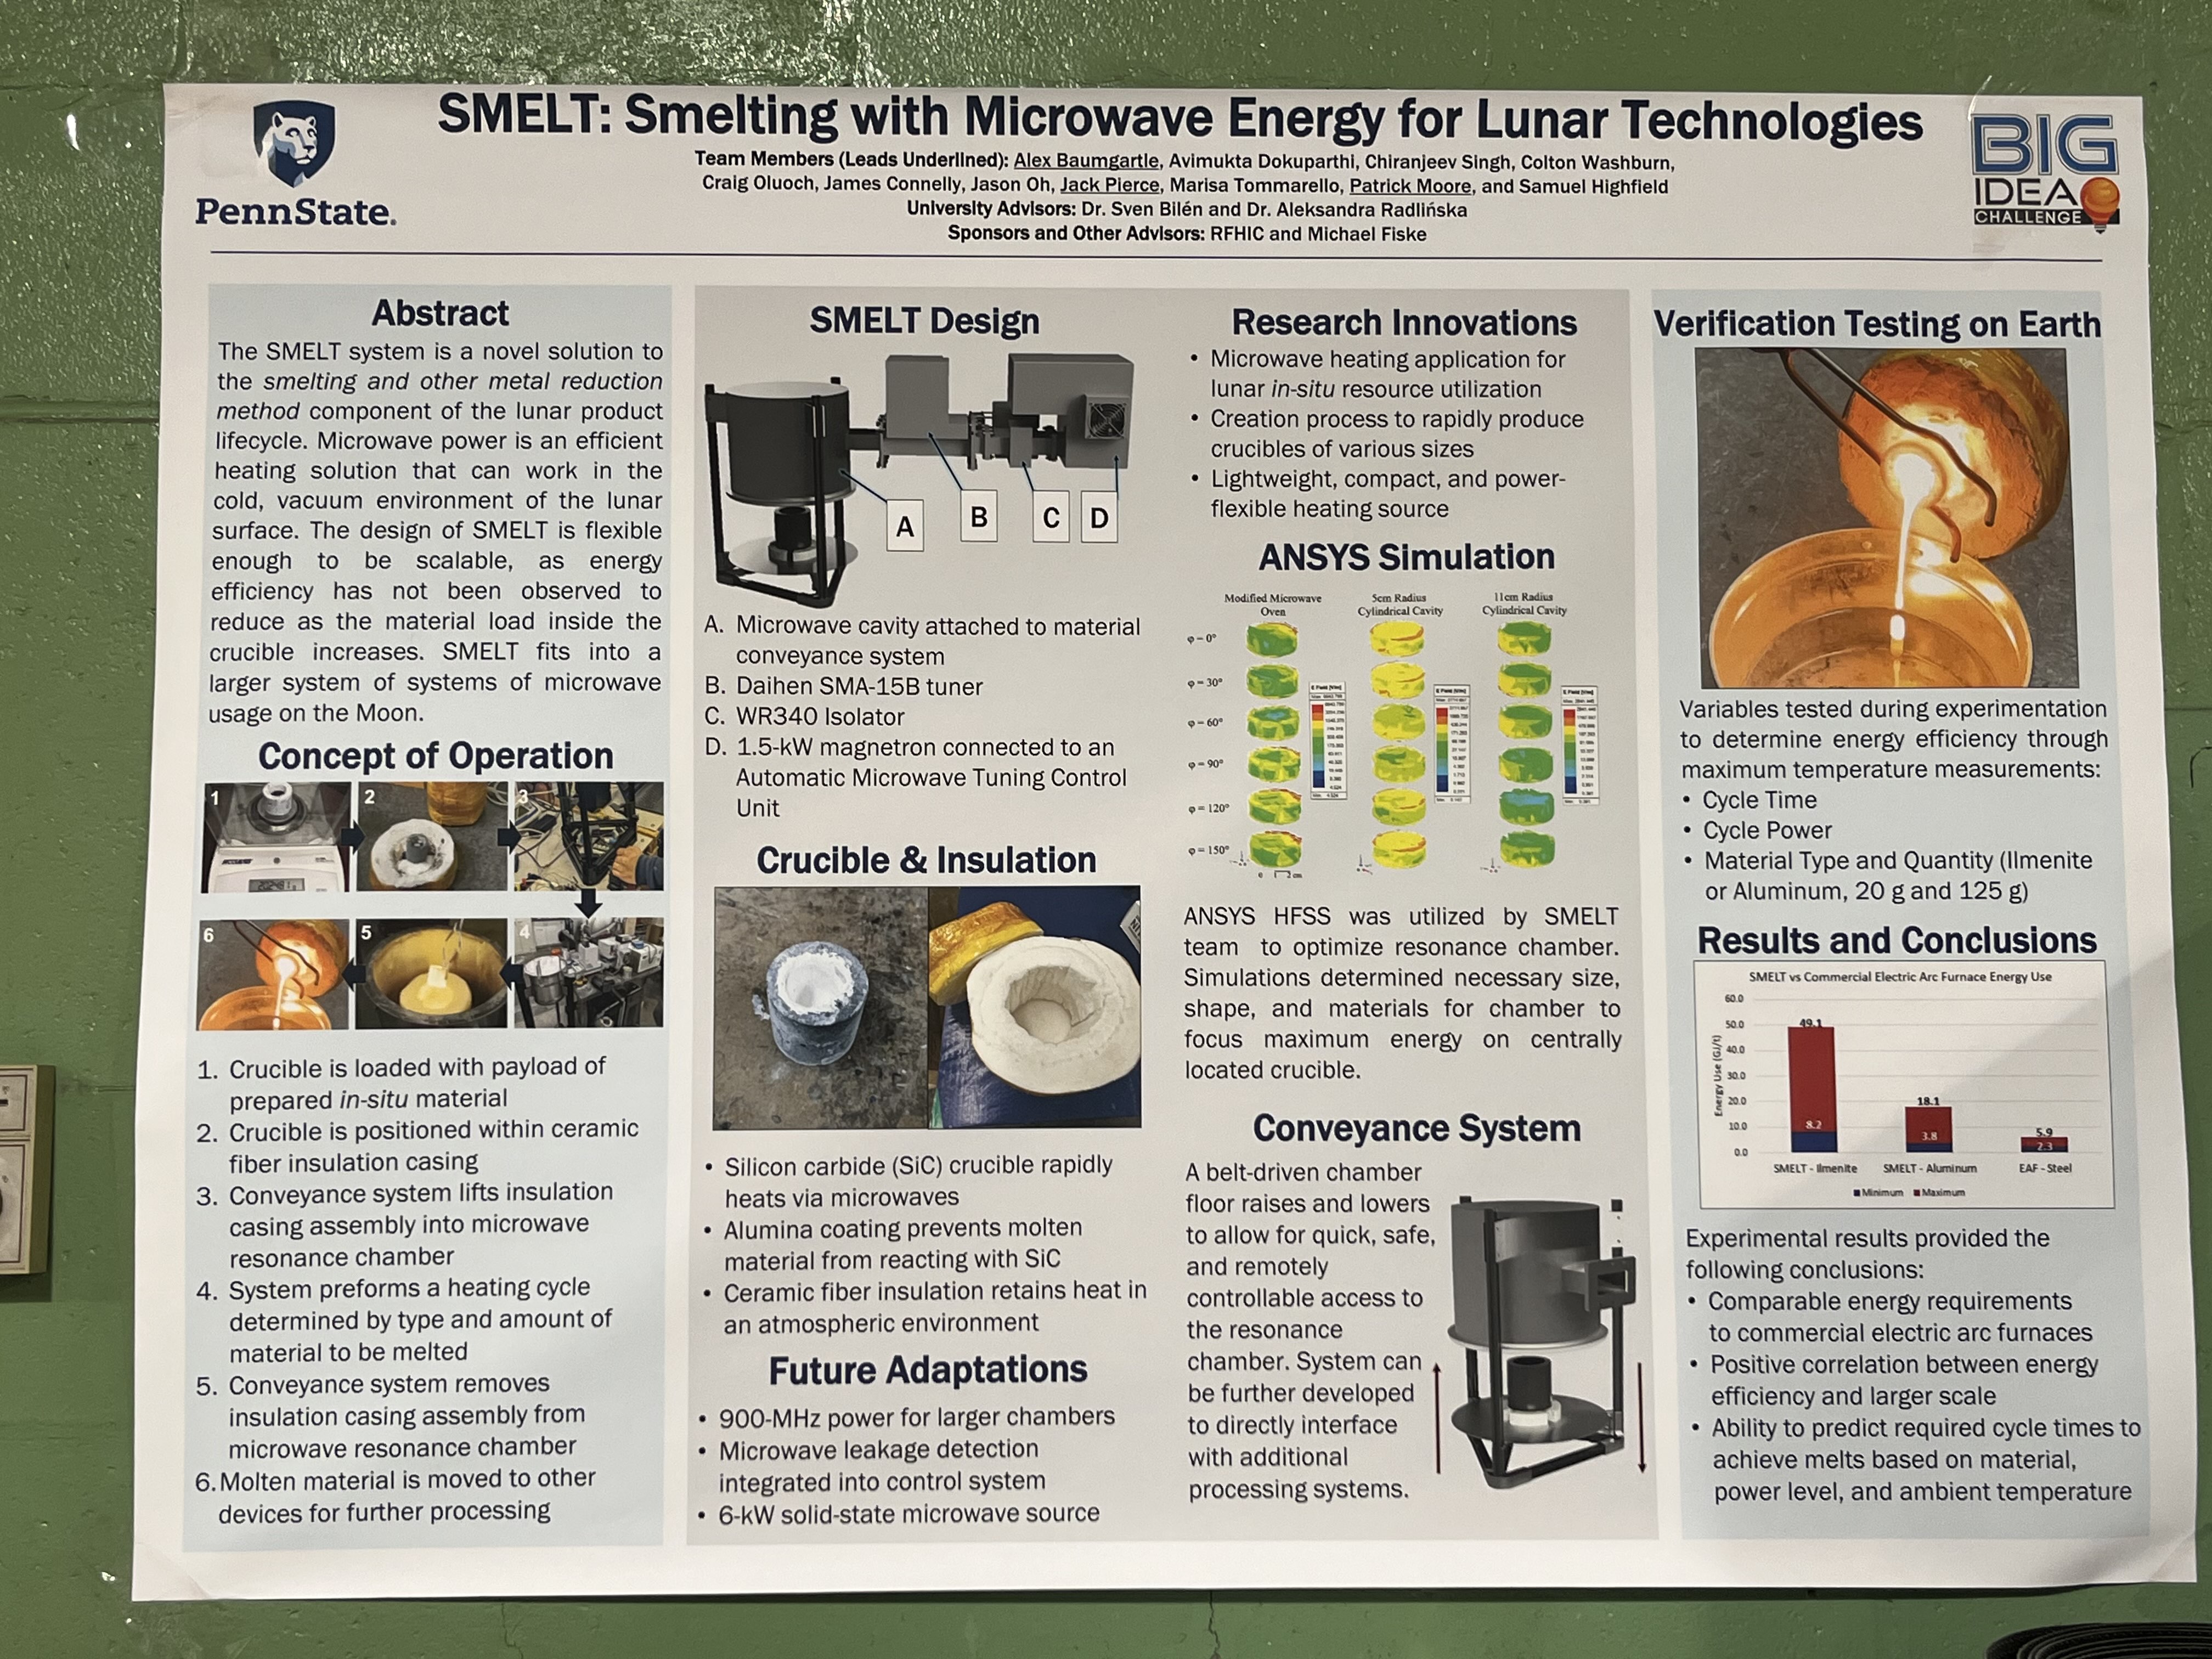 SMELT: Smelting with Microwave Energy for Lunar Technologies
Team Members (Leads Underlined): Alex Baumgartle, Avimukta Dokuparthi, Chiranjeev Singh, Colton Washburn,
Craig Oluoch, James Connelly, Jason Oh, Jack Pierce, Marisa Tommarello, Patrick Moore, and Samuel Highfield
University Advisors: Dr. Sven Bilén and Dr. Aleksandra Radlińska
Sponsors and Other Advisors: RFHIC and Michael Fiske
PennState.
BIG
IDEA
CHALLENGE
Abstract
The SMELT system is a novel solution to
the smelting and other metal reduction
method component of the lunar product
lifecycle. Microwave power is an efficient
heating solution that can work in the
cold, vacuum environment of the lunar
surface. The design of SMELT is flexible
enough to be scalable, as energy
efficiency has not been observed to
reduce as the material load inside the
crucible increases. SMELT fits into a
larger system of systems of microwave
usage on the Moon.
Concept of Operation
1
2
3
6
5
4
1. Crucible is loaded with payload of
prepared in-situ material
2. Crucible is positioned within ceramic
fiber insulation casing
3. Conveyance system lifts insulation
casing assembly into microwave
resonance chamber
4. System preforms a heating cycle
determined by type and amount of
material to be melted
5. Conveyance system removes
insulation casing assembly from
microwave resonance chamber
6. Molten material is moved to other
devices for further processing
SMELT Design
A
B
C
D
A. Microwave cavity attached to material
conveyance system
B. Daihen SMA-15B tuner
C. WR340 Isolator
D. 1.5-kW magnetron connected to an
Automatic Microwave Tuning Control
Unit
Crucible & Insulation
• Silicon carbide (SiC) crucible rapidly
heats via microwaves
• Alumina coating prevents molten
material from reacting with SiC
• Ceramic fiber insulation retains heat in
an atmospheric environment
Future Adaptations
• 900-MHz power for larger chambers
• Microwave leakage detection
integrated into control system
• 6-kW solid-state microwave source
Research Innovations
• Microwave heating application for
lunar in-situ resource utilization
• Creation process to rapidly produce
crucibles of various sizes
• Lightweight, compact, and power-
flexible heating source
ANSYS Simulation
Modified Microwave
Oven
5cm Radius
Cylindrical Cavity
11cm Radius
Cylindrical Cavity
φ = 0°
φ = 30°
φ = 60°
φ = 90°
φ = 120°
φ = 150°
E Field [V/m]
E Field [V/m]
E Field [V/m]
0 2 cm
ANSYS HFSS was utilized by SMELT
team to optimize resonance chamber.
Simulations determined necessary size,
shape, and materials for chamber to
focus maximum energy on centrally
located crucible.
Conveyance System
A belt-driven chamber
floor raises and lowers
to allow for quick, safe,
and remotely
controllable access to
the resonance
chamber. System can
be further developed
to directly interface
with additional
processing systems.
Verification Testing on Earth
Variables tested during experimentation
to determine energy efficiency through
maximum temperature measurements:
• Cycle Time
• Cycle Power
• Material Type and Quantity (Ilmenite
or Aluminum, 20 g and 125 g)
Results and Conclusions
SMELT vs Commercial Electric Arc Furnace Energy Use
Energy Use (GJ/t)
60.0
50.0
40.0
30.0
20.0
10.0
0.0
49.1
8.2
18.1
3.8
5.9
2.3
SMELT - Ilmenite
SMELT - Aluminum
EAF - Steel
Minimum Maximum
Experimental results provided the
following conclusions:
• Comparable energy requirements
to commercial electric arc furnaces
• Positive correlation between energy
efficiency and larger scale
• Ability to predict required cycle times to
achieve melts based on material,
power level, and ambient temperature